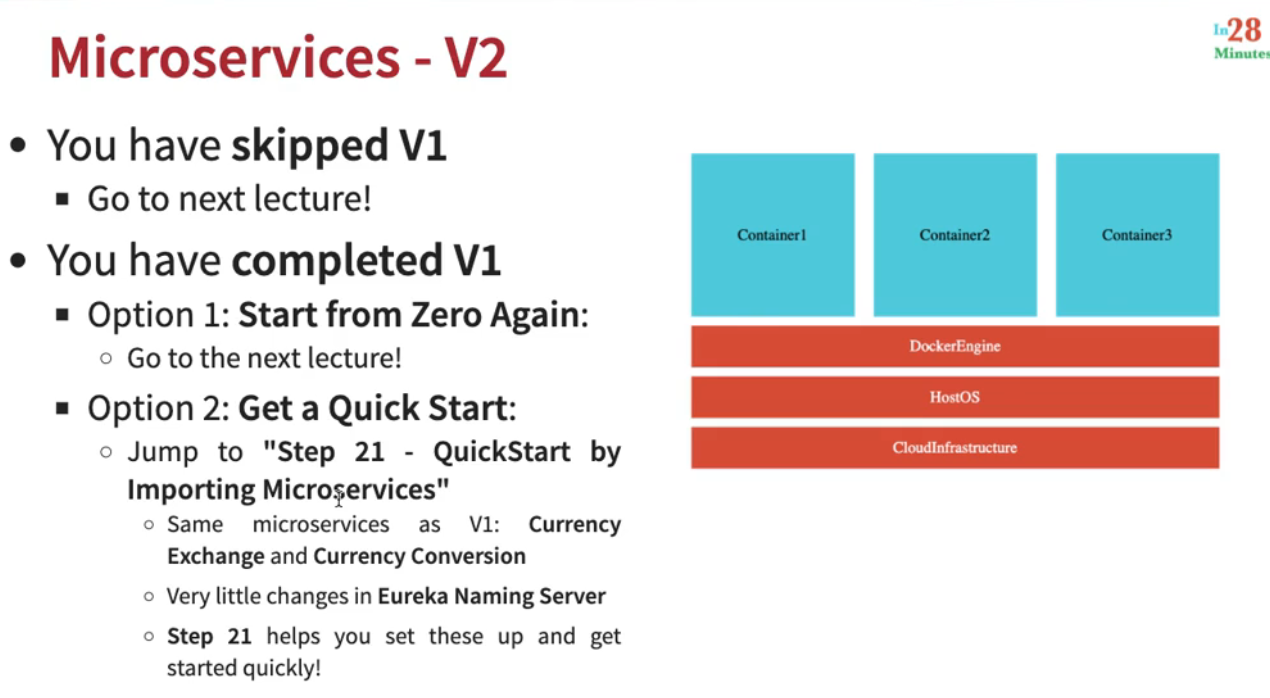 Microservices - V2
In28
Minutes
You have skipped V1
Go to next lecture!
You have completed V1
Option 1: Start from Zero Again:
Go to the next lecture!
Option 2: Get a Quick Start:
Jump to "Step 21 - QuickStart by
Importing Microservices"
Same microservices as V1: Currency
Exchange and Currency Conversion
Very little changes in Eureka Naming Server
Step 21 helps you set these up and get
started quickly!
Container1
Container2
Container3
DockerEngine
HostOS
CloudInfrastructure